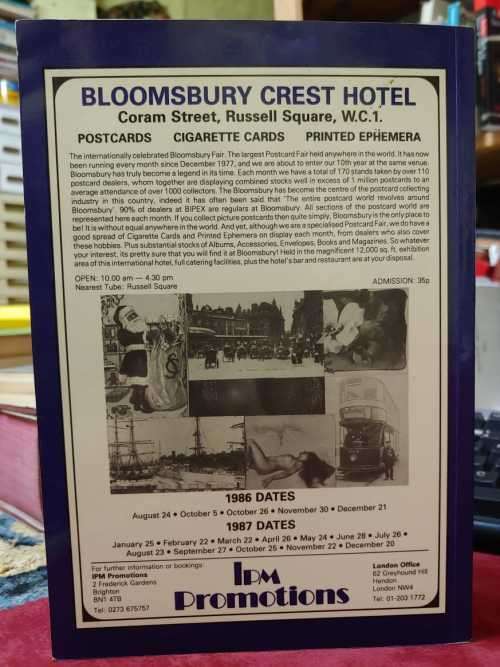 BLOOMSBURY CREST HOTEL
Coram Street, Russell Square, W.C.1.
POSTCARDS CIGARETTE CARDS PRINTED EPHEMERA
The internationally celebrated Bloomsbury Fair. The largest Postcard Fair held anywhere in the world. It has now
been running every month since December 1977, and we are about to enter our 10th year at the same venue.
Bloomsbury has truly become a legend in its time. Each month we have a total of 170 stands taken by over 110
postcard dealers, whom together are displaying combined stocks well in excess of 1 million postcards to an
average attendance of over 1000 collectors. The Bloomsbury has become the centre of the postcard collecting
industry in this country, indeed it has often been said that 'The entire postcard world revolves around
Bloomsbury'. 90% of dealers at BIPEX are regulars at Bloomsbury. All sections of the postcard world are
represented here each month. If you collect picture postcards then quite simply, Bloomsbury is the only place to
be! It is without equal anywhere in the world. And yet, although we are a specialised Postcard Fair, we do have a
good spread of Cigarette Cards and Printed Ephemera on display each month, from dealers who also cover
these hobbies. Plus substantial stocks of Albums, Accessories, Envelopes, Books and Magazines. So whatever
your interest, its pretty sure that you will find it at Bloomsbury! Held in the magnificent 12,000 sq. ft. exhibition
area of this international hotel, full catering facilities, plus the hotel's bar and restaurant are at your disposal.
OPEN: 10.00 am — 4.30 pm
Nearest Tube: Russell Square
ADMISSION: 35p
1986 DATES
August 24 • October 5 • October 26 • November 30 • December 21
1987 DATES
January 25 • February 22 • March 22 • April 26 • May 24 • June 28 • July 26 •
August 23 • September 27 • October 25 • November 22 • December 20
For further information or bookings:
IPM Promotions
2 Frederick Gardens
Brighton
BN1 4TB
Tel: 0273 675757
IPM
Promotions
London Office
62 Greyhound Hill
Hendon
London NW4
Tel: 01-203 1772